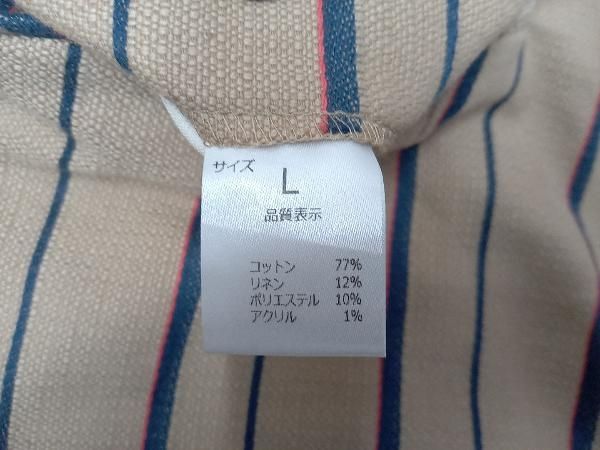 サイズ
L
品質表示
コットン 77%
リネン 12%
ポリエステル 10%
アクリル 1%